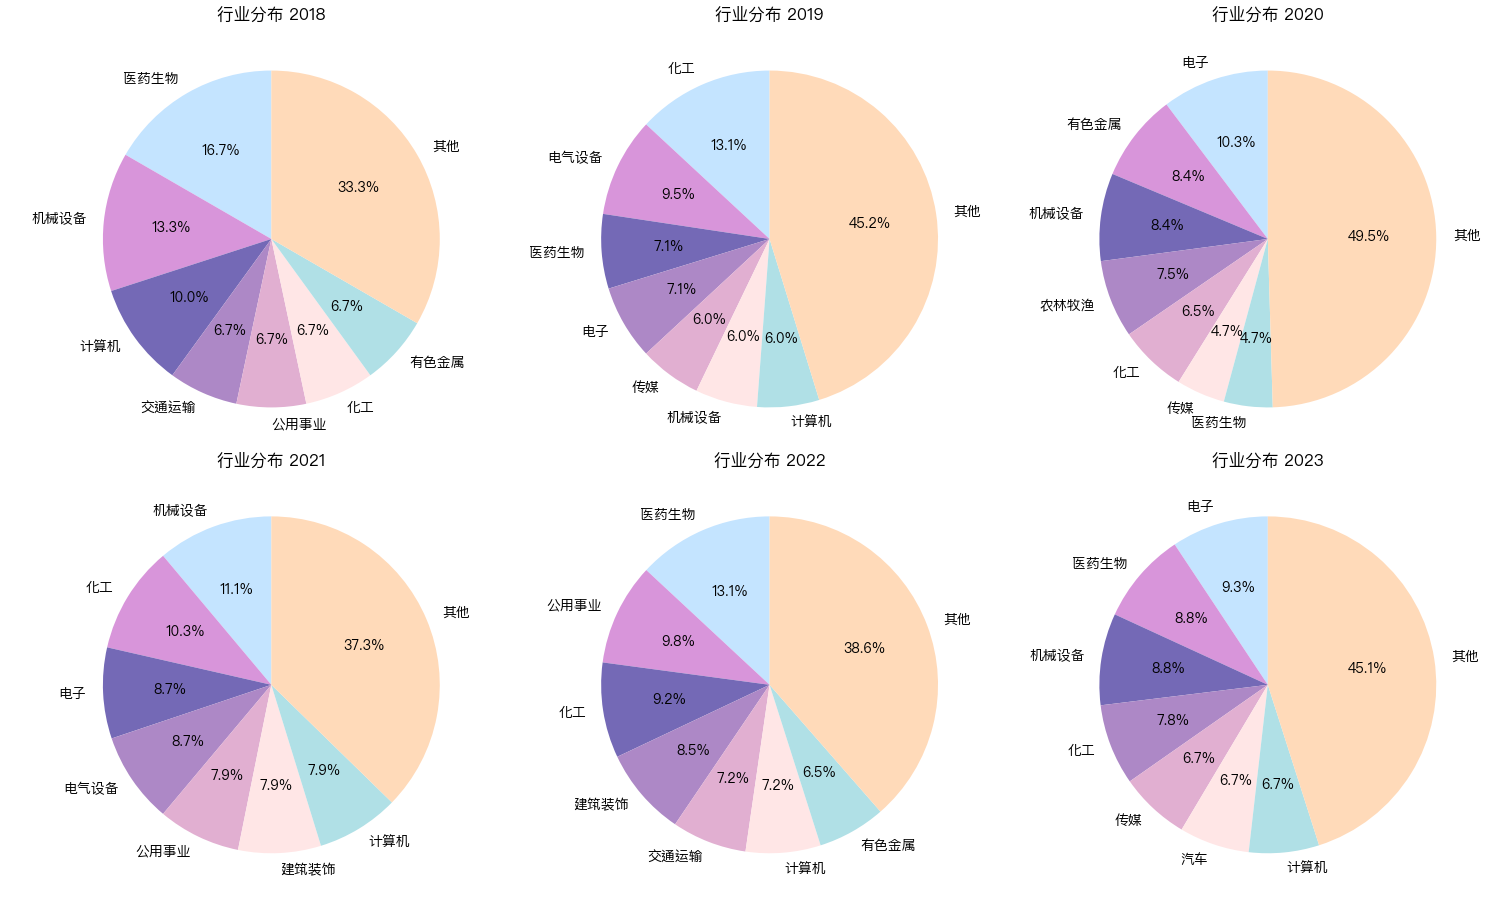 行业分布 2018
医药生物
16.7%
机械设备
13.3%
计算机
10.0%
交通运输
6.7%
公用事业
6.7%
化工
6.7%
有色金属
6.7%
其他
33.3%
行业分布 2019
化工
13.1%
电气设备
9.5%
医药生物
7.1%
电子
7.1%
传媒
6.0%
机械设备
6.0%
计算机
6.0%
其他
45.2%
行业分布 2020
电子
10.3%
有色金属
8.4%
机械设备
8.4%
农林牧渔
7.5%
化工
6.5%
传媒
4.7%
医药生物
4.7%
其他
49.5%
行业分布 2021
机械设备
11.1%
化工
10.3%
电子
8.7%
电气设备
8.7%
公用事业
7.9%
建筑装饰
7.9%
计算机
7.9%
其他
37.3%
行业分布 2022
医药生物
13.1%
公用事业
9.8%
化工
9.2%
建筑装饰
8.5%
交通运输
7.2%
计算机
7.2%
有色金属
6.5%
其他
38.6%
行业分布 2023
电子
9.3%
医药生物
8.8%
机械设备
8.8%
化工
7.8%
传媒
6.7%
汽车
6.7%
计算机
6.7%
其他
45.1%